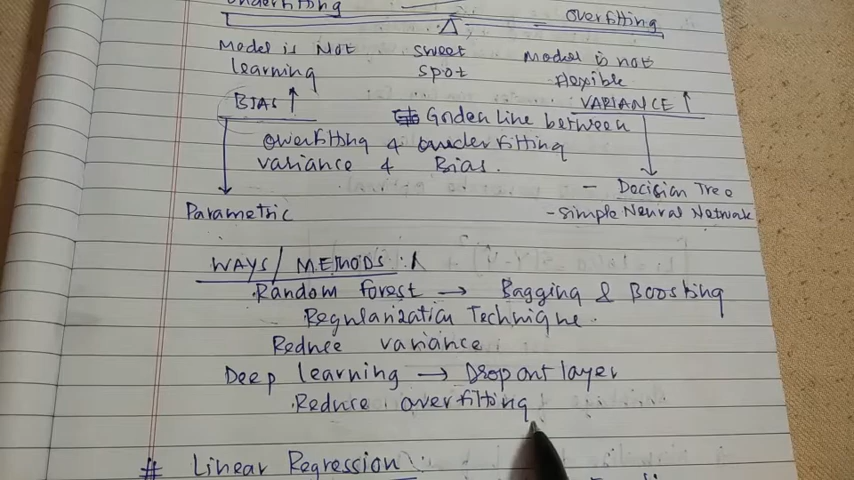 underfitting overfitting
Model is Not sweet Model is not
learning spot flexible
BIAS ↑ VARIANCE ↑
Golden Line between
overfitting & underfitting
variance & Bias.
- Decision Tree
Parametric - simple Neural Network
WAYS/ METHODS :
Random forest → Bagging & Boosting
Regularization Technique.
Reduce variance
Deep learning → Dropout layer
Reduce overfitting
# Linear Regression